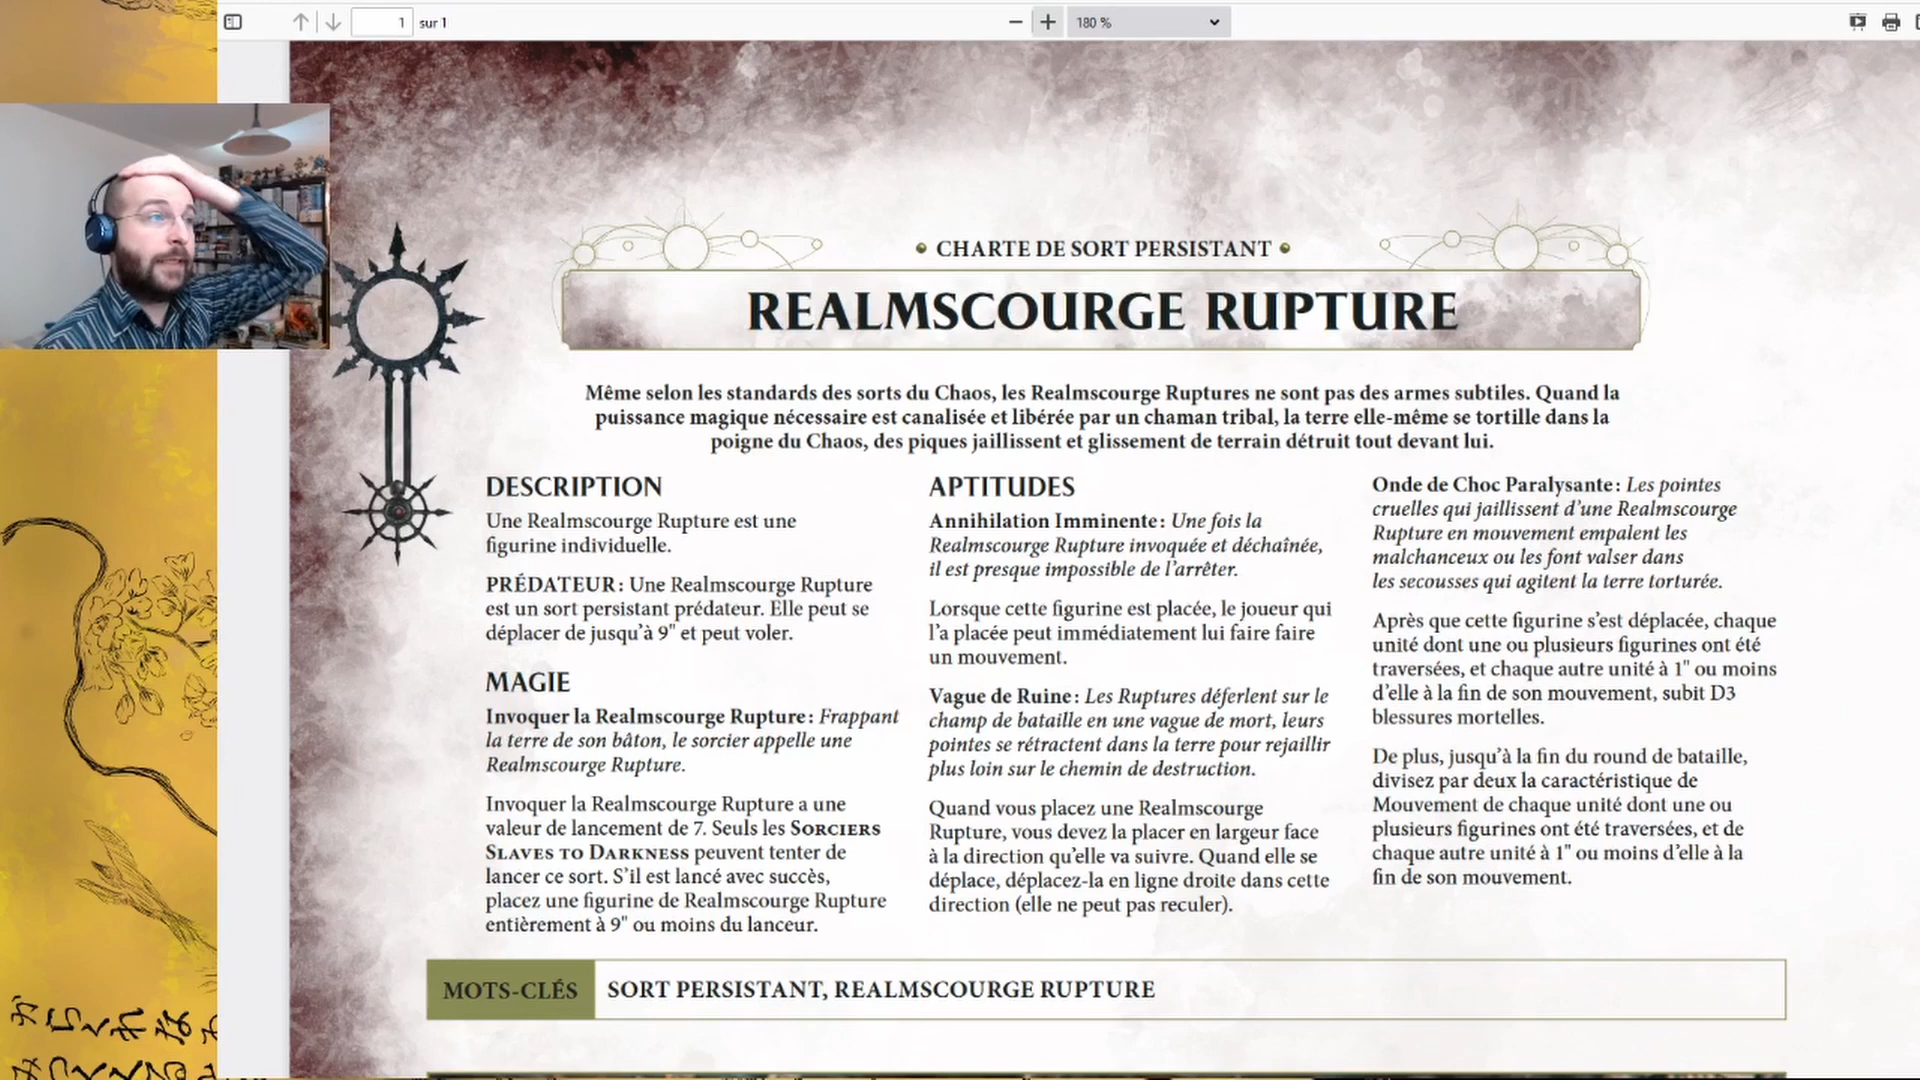 1 sur 1
180 %
CHARTE DE SORT PERSISTANT
REALMSCOURGE RUPTURE
Même selon les standards des sorts du Chaos, les Realmscourge Ruptures ne sont pas des armes subtiles. Quand la
puissance magique nécessaire est canalisée et libérée par un chaman tribal, la terre elle-même se tortille dans la
poigne du Chaos, des piques jaillissent et glissement de terrain détruit tout devant lui.
DESCRIPTION
Une Realmscourge Rupture est une
figurine individuelle.
PRÉDATEUR : Une Realmscourge Rupture
est un sort persistant prédateur. Elle peut se
déplacer de jusqu'à 9" et peut voler.
MAGIE
Invoquer la Realmscourge Rupture : Frappant
la terre de son bâton, le sorcier appelle une
Realmscourge Rupture.
Invoquer la Realmscourge Rupture a une
valeur de lancement de 7. Seuls les SORCIERS
SLAVES TO DARKNESS peuvent tenter de
lancer ce sort. S'il est lancé avec succès,
placez une figurine de Realmscourge Rupture
entièrement à 9" ou moins du lanceur.
APTITUDES
Annihilation Imminente : Une fois la
Realmscourge Rupture invoquée et déchaînée,
il est presque impossible de l'arrêter.
Lorsque cette figurine est placée, le joueur qui
l'a placée peut immédiatement lui faire faire
un mouvement.
Vague de Ruine : Les Ruptures déferlent sur le
champ de bataille en une vague de mort, leurs
pointes se rétractent dans la terre pour rejaillir
plus loin sur le chemin de destruction.
Quand vous placez une Realmscourge
Rupture, vous devez la placer en largeur face
à la direction qu'elle va suivre. Quand elle se
déplace, déplacez-la en ligne droite dans cette
direction (elle ne peut pas reculer).
Onde de Choc Paralysante : Les pointes
cruelles qui jaillissent d'une Realmscourge
Rupture en mouvement empalent les
malchanceux ou les font valser dans
les secousses qui agitent la terre torturée.
Après que cette figurine s'est déplacée, chaque
unité dont une ou plusieurs figurines ont été
traversées, et chaque autre unité à 1" ou moins
d'elle à la fin de son mouvement, subit D3
blessures mortelles.
De plus, jusqu'à la fin du round de bataille,
divisez par deux la caractéristique de
Mouvement de chaque unité dont une ou
plusieurs figurines ont été traversées, et de
chaque autre unité à 1" ou moins d'elle à la
fin de son mouvement.
MOTS-CLÉS
SORT PERSISTANT, REALMSCOURGE RUPTURE